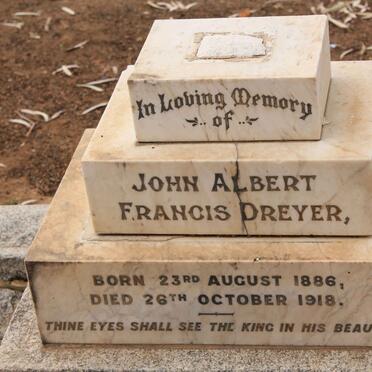 In Loving Memory
of
JOHN ALBERT
FRANCIS DREYER,
BORN 23RD AUGUST 1886,
DIED 26TH OCTOBER 1918.
THINE EYES SHALL SEE THE KING IN HIS BEAU